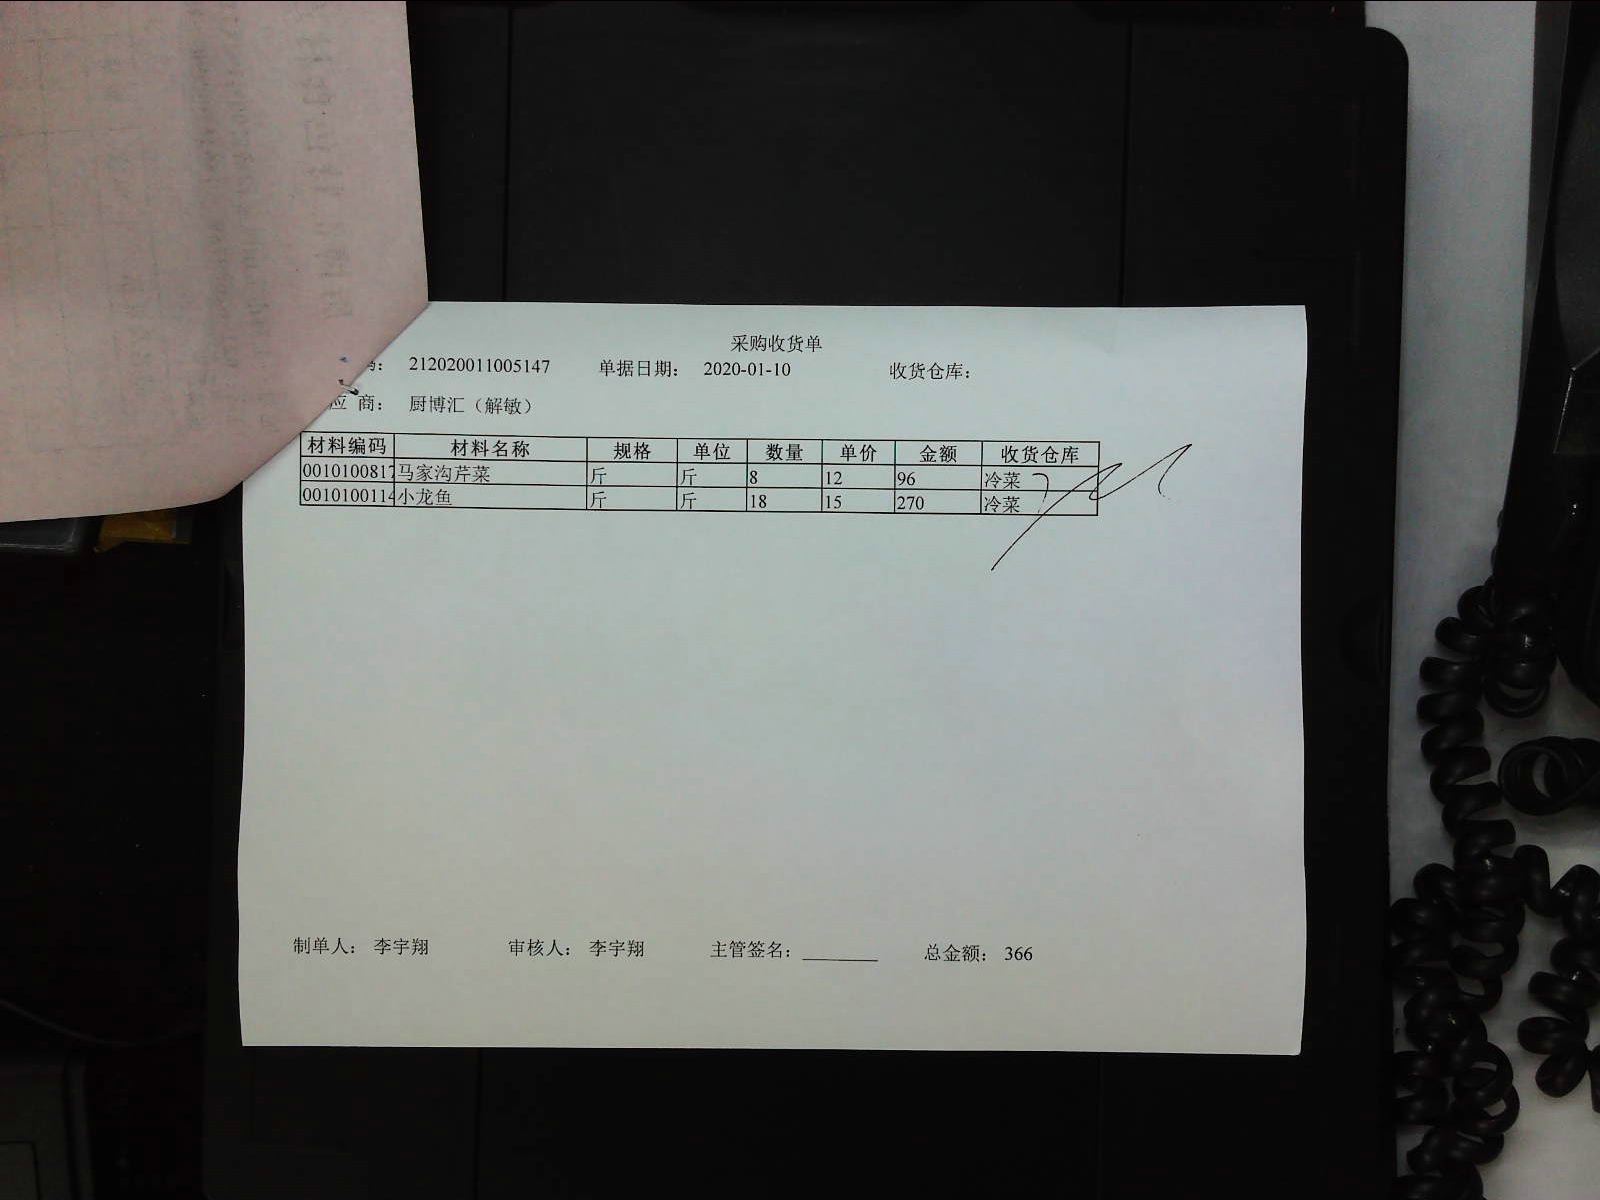 采购收货单
码： 212020011005147 单据日期： 2020-01-10 收货仓库：
应 商： 厨博汇（解敏）
材料编码 材料名称 规格 单位 数量 单价 金额 收货仓库
0010100817 马家沟芹菜 斤 斤 8 12 96 冷菜
0010100114 小龙鱼 斤 斤 18 15 270 冷菜
制单人： 李宇翔 审核人： 李宇翔 主管签名： 总金额： 366